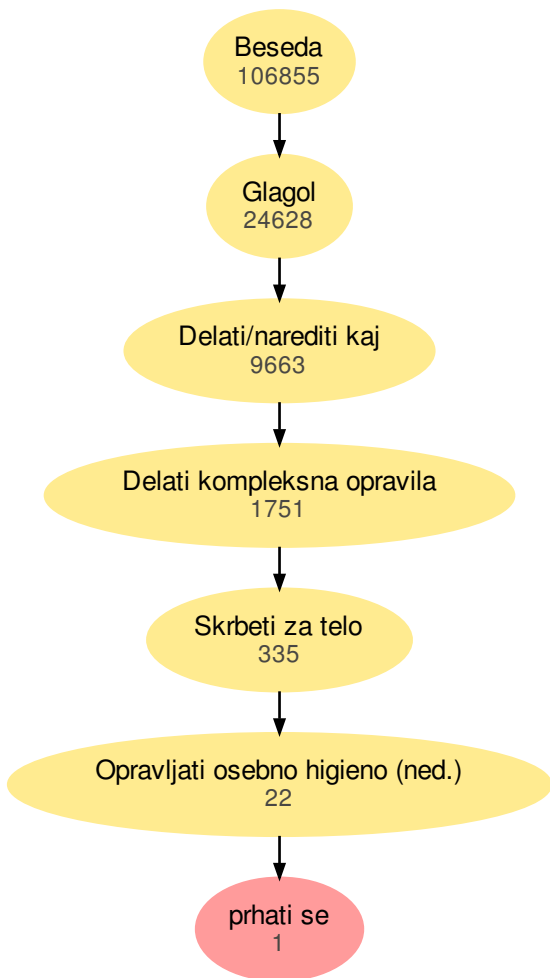 Beseda
106855
Glagol
24628
Delati/narediti kaj
9663
Delati kompleksna opravila
1751
Skrbeti za telo
335
Opravljati osebno higieno (ned.)
22
prhati se
1